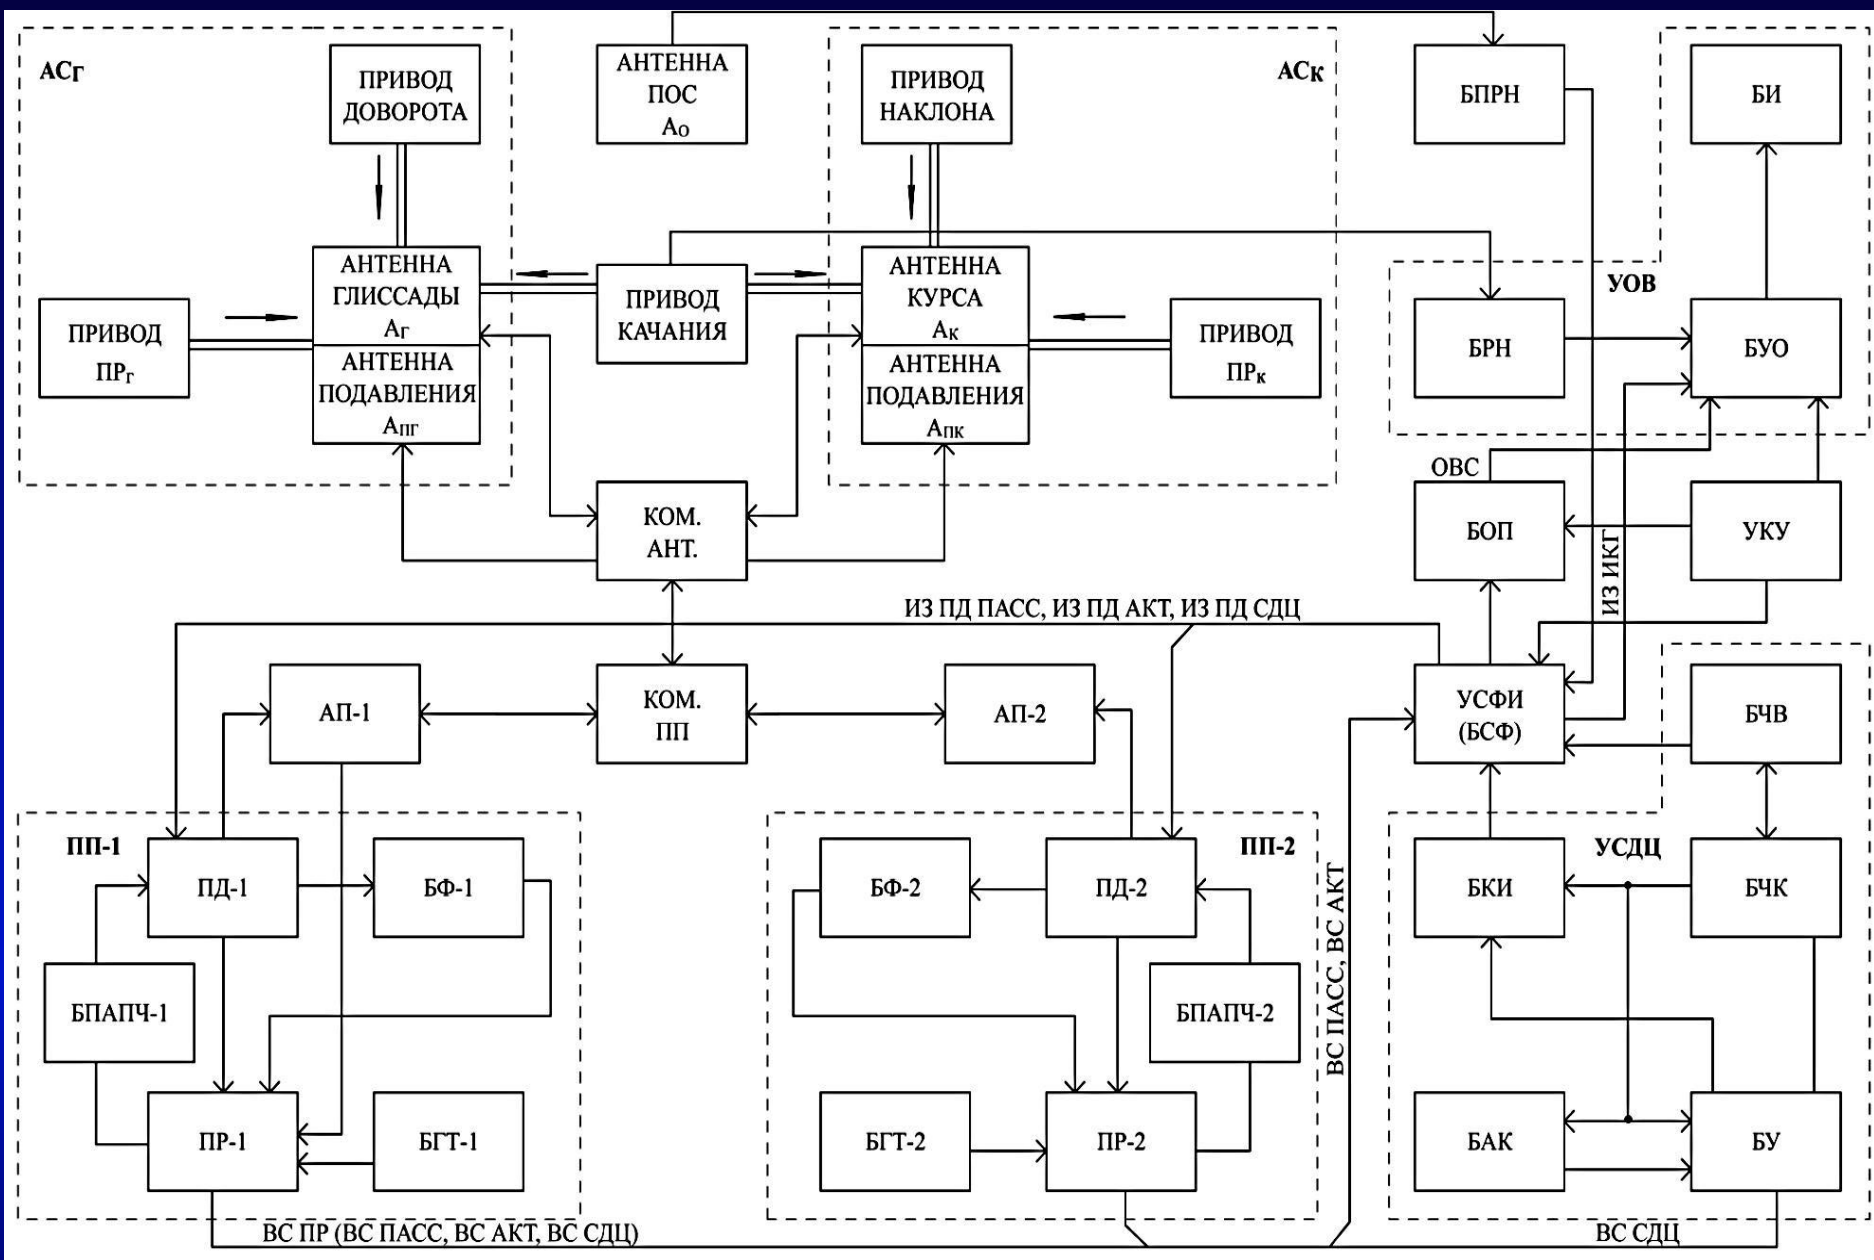 АСГ
ПРИВОД
ДОВОРОТА
АНТЕННА
ПОС
АО
ПРИВОД
НАКЛОНА
АСК
БПРН
БИ
АНТЕННА
ГЛИССАДЫ
АГ
ПРИВОД
КАЧАНИЯ
АНТЕННА
КУРСА
АК
УОВ
ПРИВОД
ПРГ
АНТЕННА
ПОДАВЛЕНИЯ
АПГ
АНТЕННА
ПОДАВЛЕНИЯ
АПК
ПРИВОД
ПРК
БРН
БУО
ОВС
КОМ.
АНТ.
БОП
УКУ
ИЗ ИКГ
ИЗ ПД ПАСС, ИЗ ПД АКТ, ИЗ ПД СДЦ
АП-1
КОМ.
ПП
АП-2
УСФИ
(БСФ)
БЧВ
ПП-1
ПД-1
БФ-1
БФ-2
ПД-2
ПП-2
ВС ПАСС, ВС АКТ
УСДЦ
БКИ
БЧК
БПАПЧ-1
БПАПЧ-2
ПР-1
БГТ-1
БГТ-2
ПР-2
БАК
БУ
ВС ПР (ВС ПАСС, ВС АКТ, ВС СДЦ)
ВС СДЦ